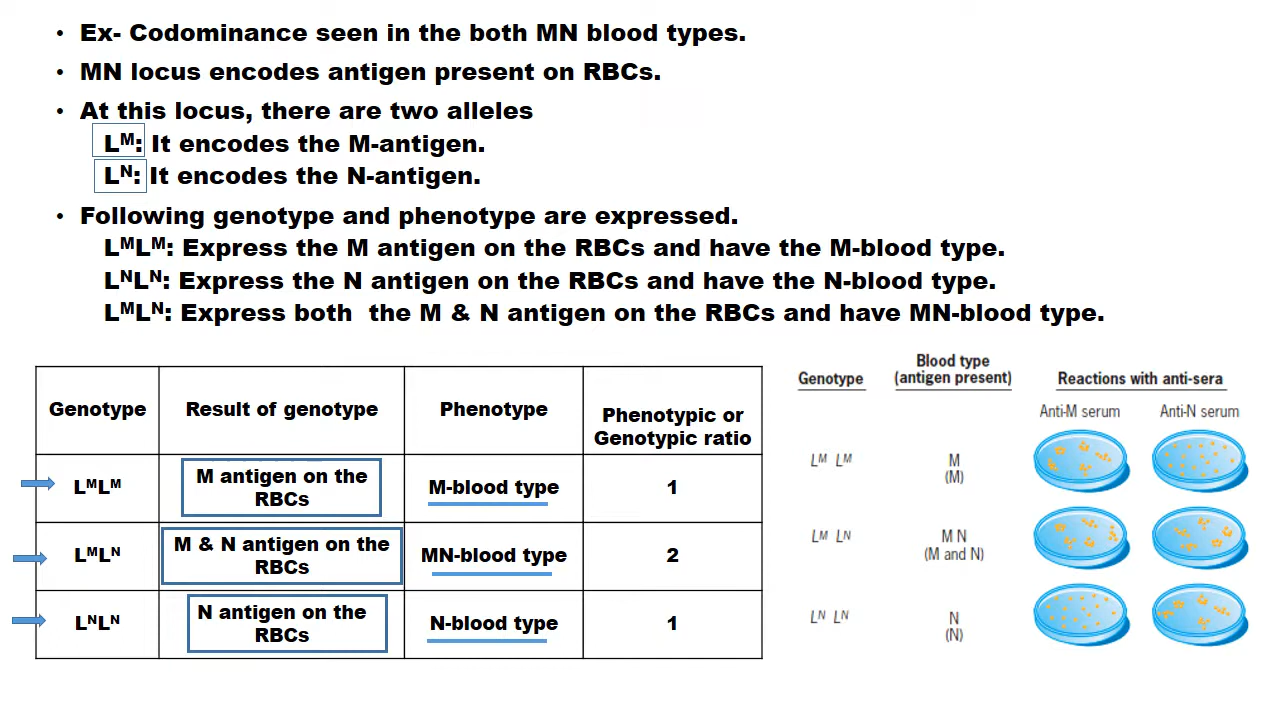 • Ex- Codominance seen in the both MN blood types.
• MN locus encodes antigen present on RBCs.
• At this locus, there are two alleles
Lᴹ: It encodes the M-antigen.
Lᴺ: It encodes the N-antigen.
• Following genotype and phenotype are expressed.
LᴹLᴹ: Express the M antigen on the RBCs and have the M-blood type.
LᴺLᴺ: Express the N antigen on the RBCs and have the N-blood type.
LᴹLᴺ: Express both the M & N antigen on the RBCs and have MN-blood type.
Genotype Result of genotype Phenotype Phenotypic or
Genotypic ratio
LᴹLᴹ M antigen on the
RBCs M-blood type 1
LᴹLᴺ M & N antigen on the
RBCs MN-blood type 2
LᴺLᴺ N antigen on the
RBCs N-blood type 1
Genotype Blood type
(antigen present) Reactions with anti-sera
Anti-M serum Anti-N serum
Lᴹ Lᴹ M
(M)
Lᴹ Lᴺ M N
(M and N)
Lᴺ Lᴺ N
(N)